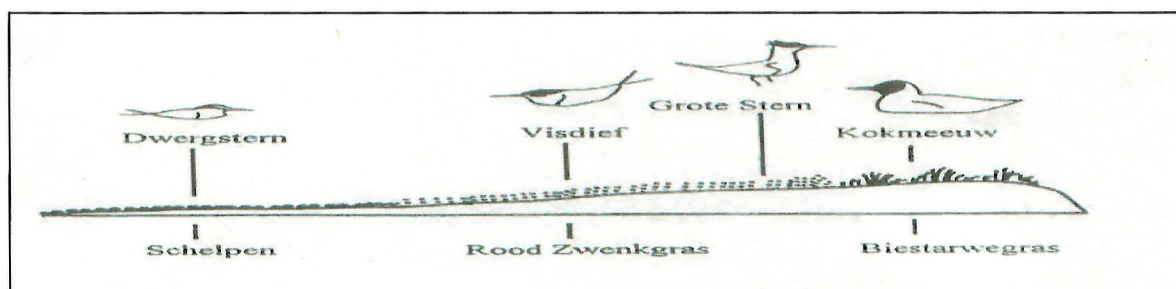 Grote Stern
Dwergstern Visdief Kokmeeuw
Schelpen Rood Zwenkgras Biestarwegras